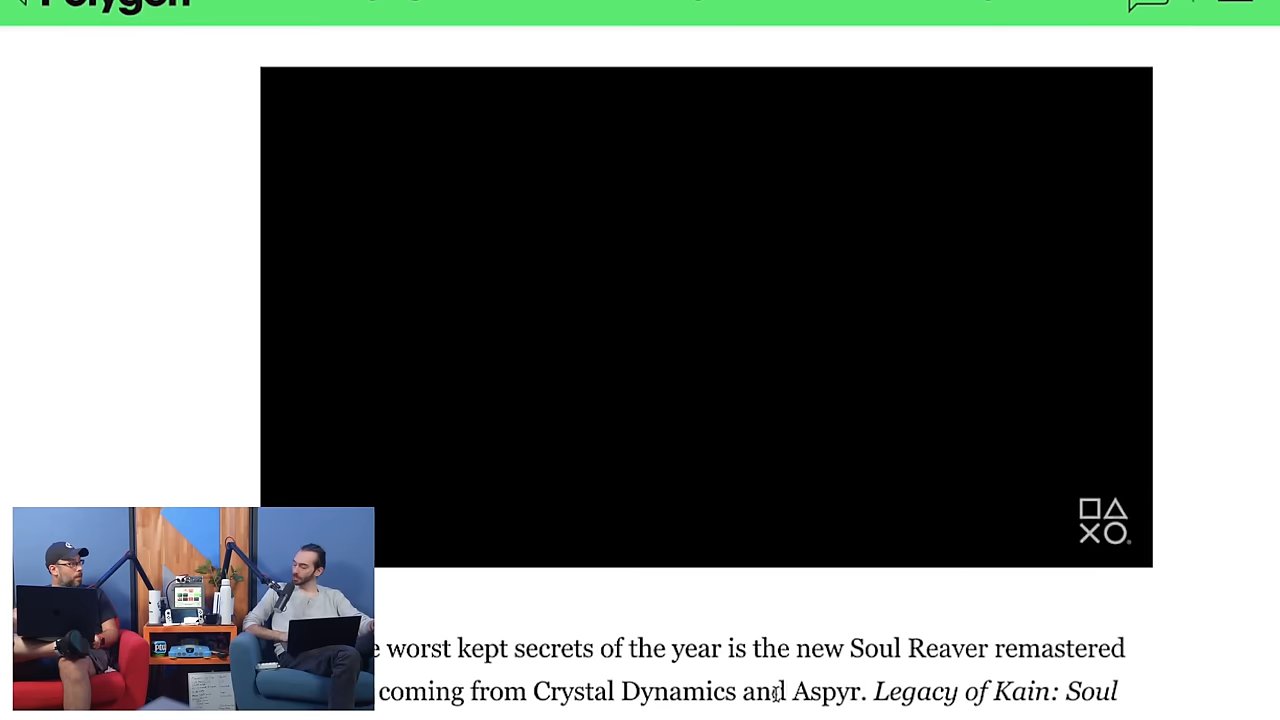 Polygon
worst kept secrets of the year is the new Soul Reaver remastered
coming from Crystal Dynamics and Aspyr. Legacy of Kain: Soul